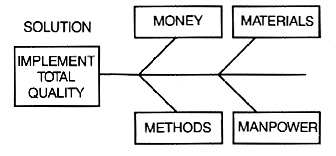 MONEY
MATERIALS
SOLUTION
IMPLEMENT
TOTAL
QUALITY
METHODS
MANPOWER